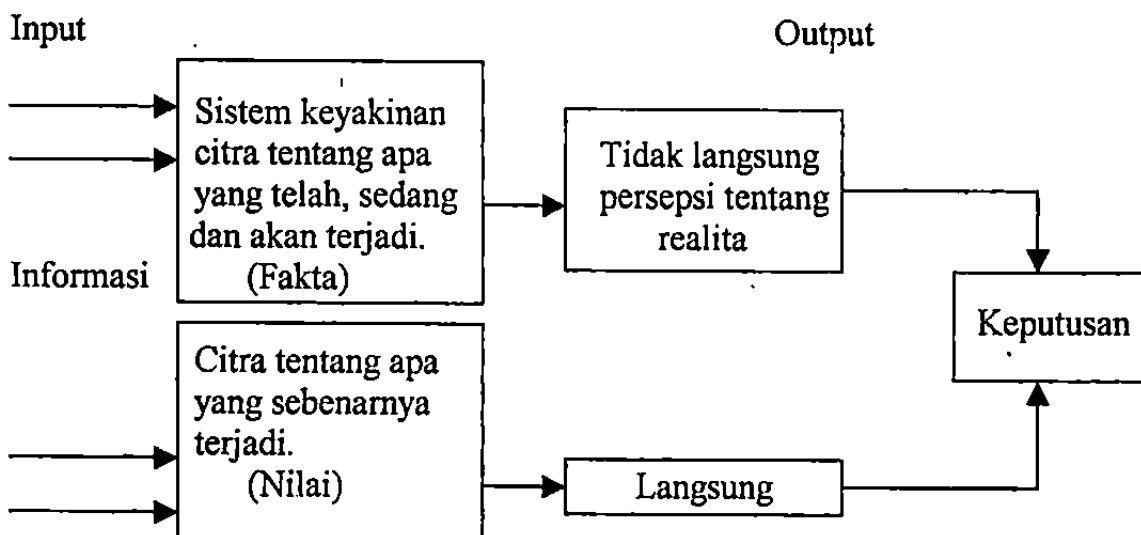 Input
Output
Sistem keyakinan
citra tentang apa
yang telah, sedang
dan akan terjadi.
(Fakta)
Tidak langsung
persepsi tentang
realita
Informasi
Keputusan
Citra tentang apa
yang sebenarnya
terjadi.
(Nilai)
Langsung